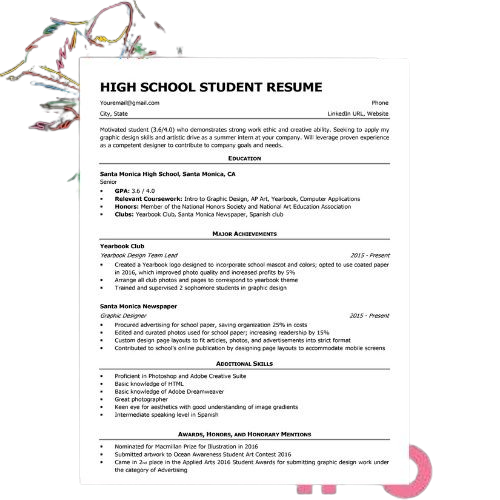 HIGH SCHOOL STUDENT RESUME
Youremail@gmail.com Phone
City, State LinkedIn URL, Website
Motivated student (3.6/4.0) who demonstrates strong work ethic and creative ability. Seeking to apply my
graphic design skills and artistic drive as a summer intern at your company. Will leverage proven experience
as a competent designer to contribute to company goals and needs.
EDUCATION
Santa Monica High School, Santa Monica, CA
Senior
• GPA: 3.6 / 4.0
• Relevant Coursework: Intro to Graphic Design, AP Art, Yearbook, Computer Applications
• Honors: Member of the National Honors Society and National Art Education Association
• Clubs: Yearbook Club, Santa Monica Newspaper, Spanish club
MAJOR ACHIEVEMENTS
Yearbook Club
Yearbook Design Team Lead 2015 - Present
• Created a Yearbook logo designed to incorporate school mascot and colors; opted to use coated paper
in 2016, which improved photo quality and increased profits by 5%
• Arrange all club photos and pages to correspond to yearbook theme
• Trained and supervised 2 sophomore students in graphic design
Santa Monica Newspaper
Graphic Designer 2015 - Present
• Procured advertising for school paper, saving organization 25% in costs
• Edited and curated photos used for school paper; increasing readership by 15%
• Custom design page layouts to fit articles, photos, and advertisements into strict format
• Contributed to school's online publication by designing page layouts to accommodate mobile screens
ADDITIONAL SKILLS
• Proficient in Photoshop and Adobe Creative Suite
• Basic knowledge of HTML
• Basic knowledge of Adobe Dreamweaver
• Great photographer
• Keen eye for aesthetics with good understanding of image gradients
• Intermediate speaking level in Spanish
AWARDS, HONORS, AND HONORARY MENTIONS
• Nominated for Macmillan Prize for Illustration in 2016
• Submitted artwork to Ocean Awareness Student Art Contest 2016
• Came in 2nd place in the Applied Arts 2016 Student Awards for submitting graphic design work under
the category of Advertising